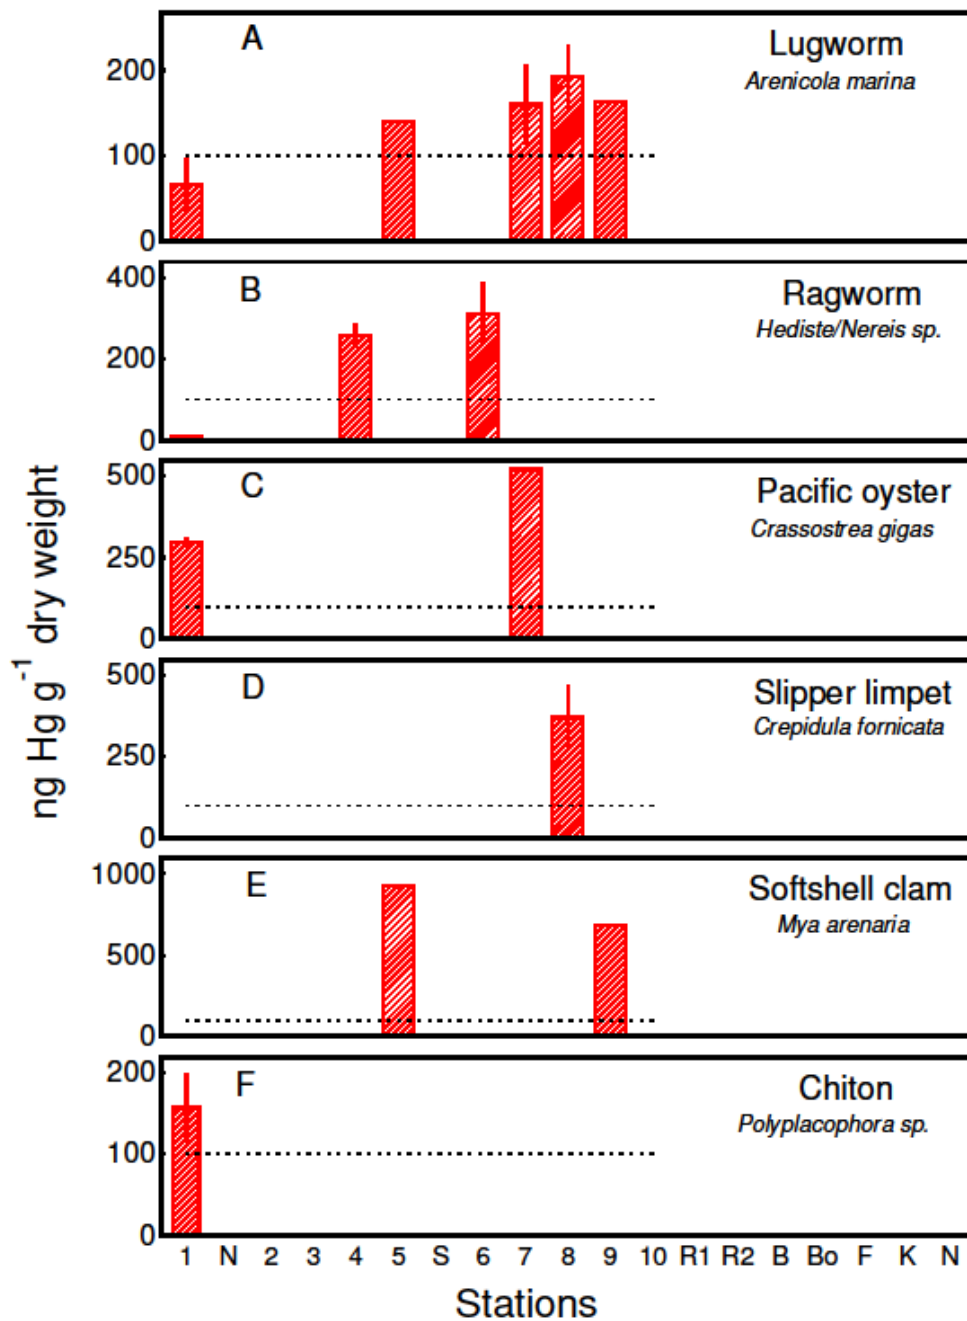 A
Lugworm
Arenicola marina
200
100
0
B
Ragworm
Hediste/Nereis sp.
400
200
0
C
Pacific oyster
Crassostrea gigas
500
250
0
D
Slipper limpet
Crepidula fornicata
500
250
0
E
Softshell clam
Mya arenaria
1000
500
0
F
Chiton
Polyplacophora sp.
200
100
0
ng Hg g⁻¹ dry weight
1 N 2 3 4 5 S 6 7 8 9 10 R1 R2 B Bo F K N
Stations